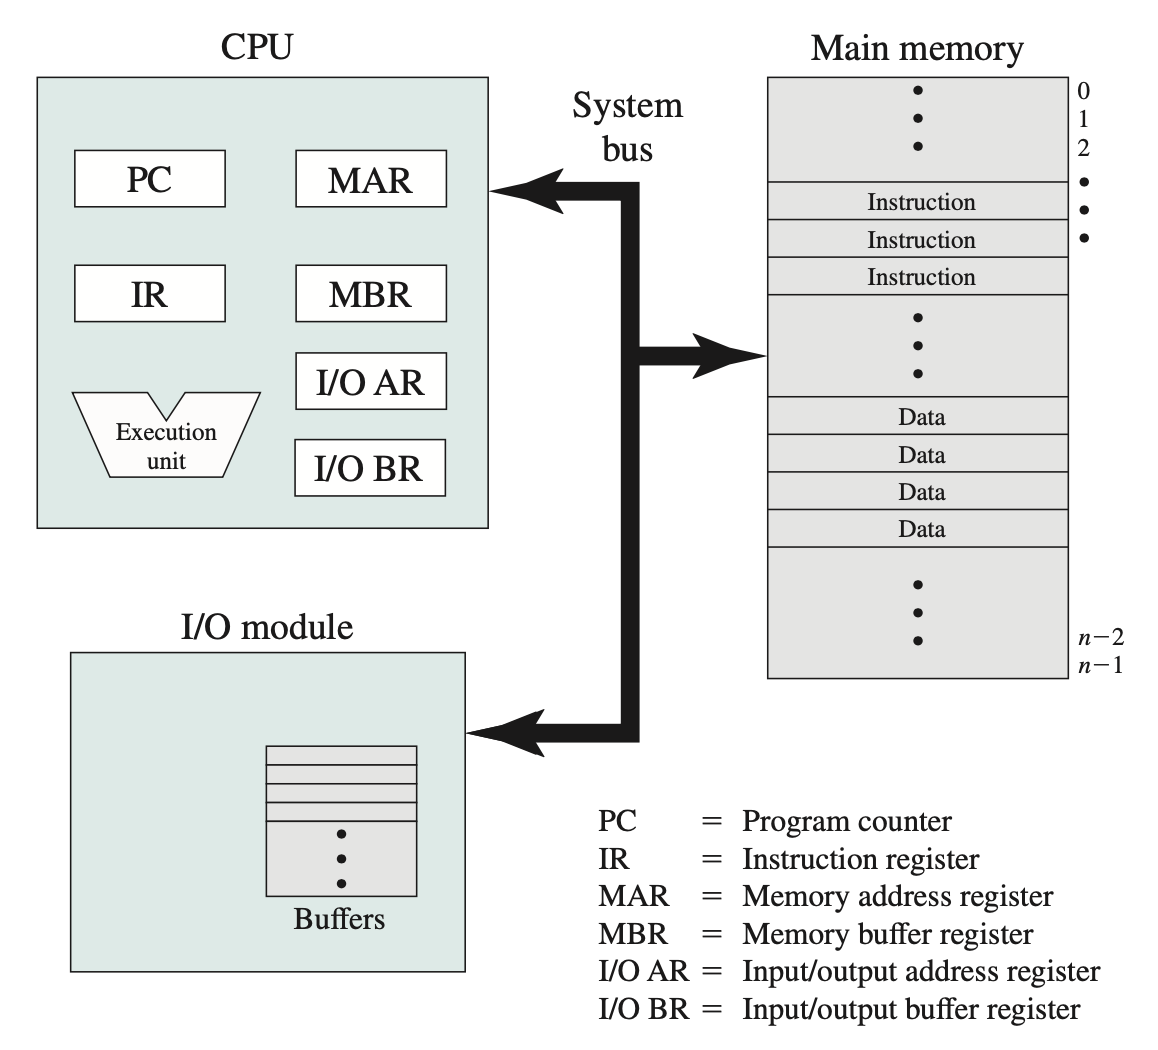 CPU
PC
MAR
IR
MBR
I/O AR
I/O BR
Execution
unit
System
bus
Main memory
0
1
2
Instruction
Instruction
Instruction
Data
Data
Data
Data
n−2
n−1
I/O module
Buffers
PC = Program counter
IR = Instruction register
MAR = Memory address register
MBR = Memory buffer register
I/O AR = Input/output address register
I/O BR = Input/output buffer register